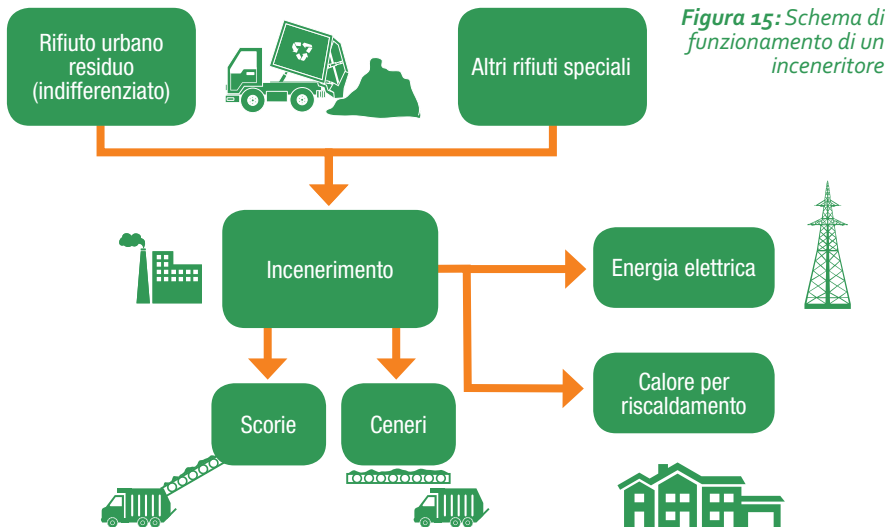 Figura 15: Schema di
funzionamento di un
inceneritore
Rifiuto urbano
residuo
(indifferenziato)
Altri rifiuti speciali
Incenerimento
Energia elettrica
Calore per
riscaldamento
Scorie
Ceneri